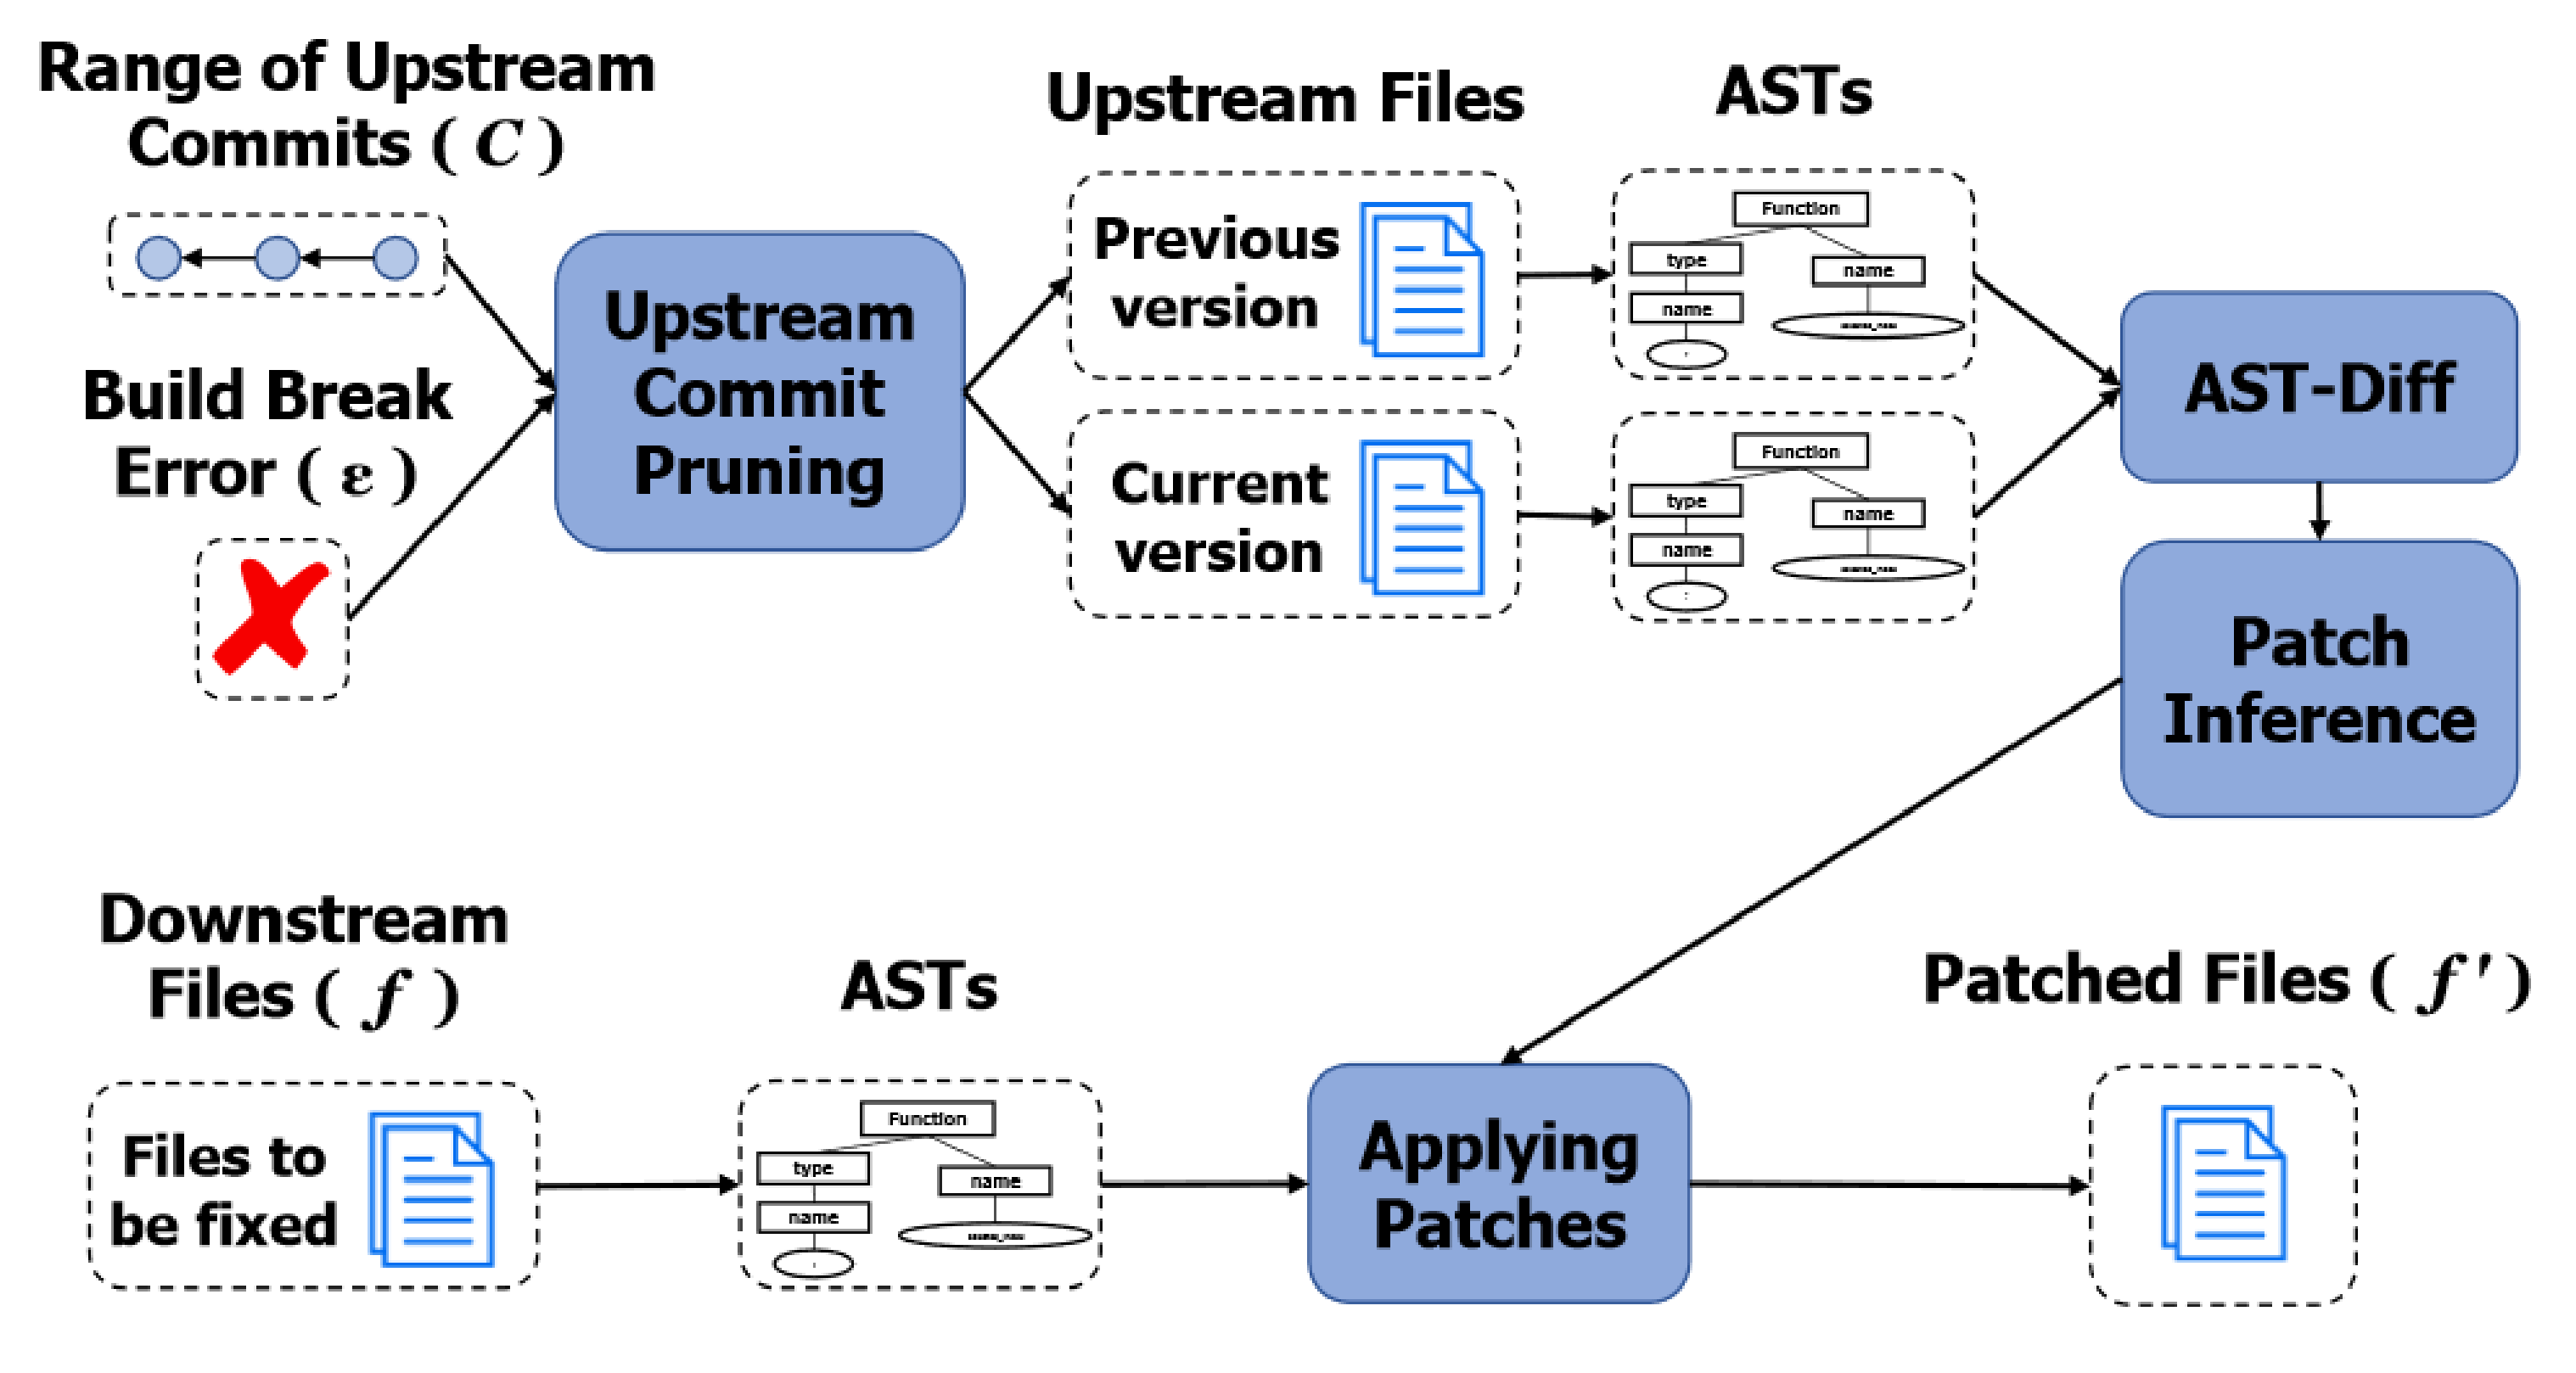 Range of Upstream
Commits ( C )
Build Break
Error ( ε )
Upstream
Commit
Pruning
Upstream Files
Previous
version
Current
version
ASTs
Function
type
name
name
Function
type
name
name
AST-Diff
Patch
Inference
Downstream
Files ( f )
Files to
be fixed
ASTs
Function
type
name
name
Applying
Patches
Patched Files ( f' )